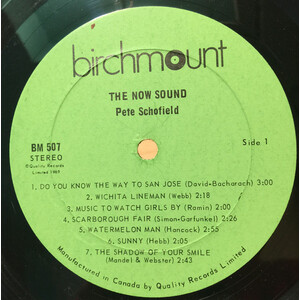 birchmount
THE NOW SOUND
Pete Schofield
BM 507
STEREO
℗Quality Records
Limited 1969
Side 1
1. DO YOU KNOW THE WAY TO SAN JOSE (David-Bacharach) 3:00
2. WICHITA LINEMAN (Webb) 2:18
3. MUSIC TO WATCH GIRLS BY (Ramin) 2:20
4. SCARBOROUGH FAIR (Simon-Garfunkel) 2:26
5. WATERMELON MAN (Hancock) 2:55
6. SUNNY (Hebb) 2:05
7. THE SHADOW OF YOUR SMILE
(Mandel & Webster) 2:43
Manufactured in Canada by Quality Records Limited